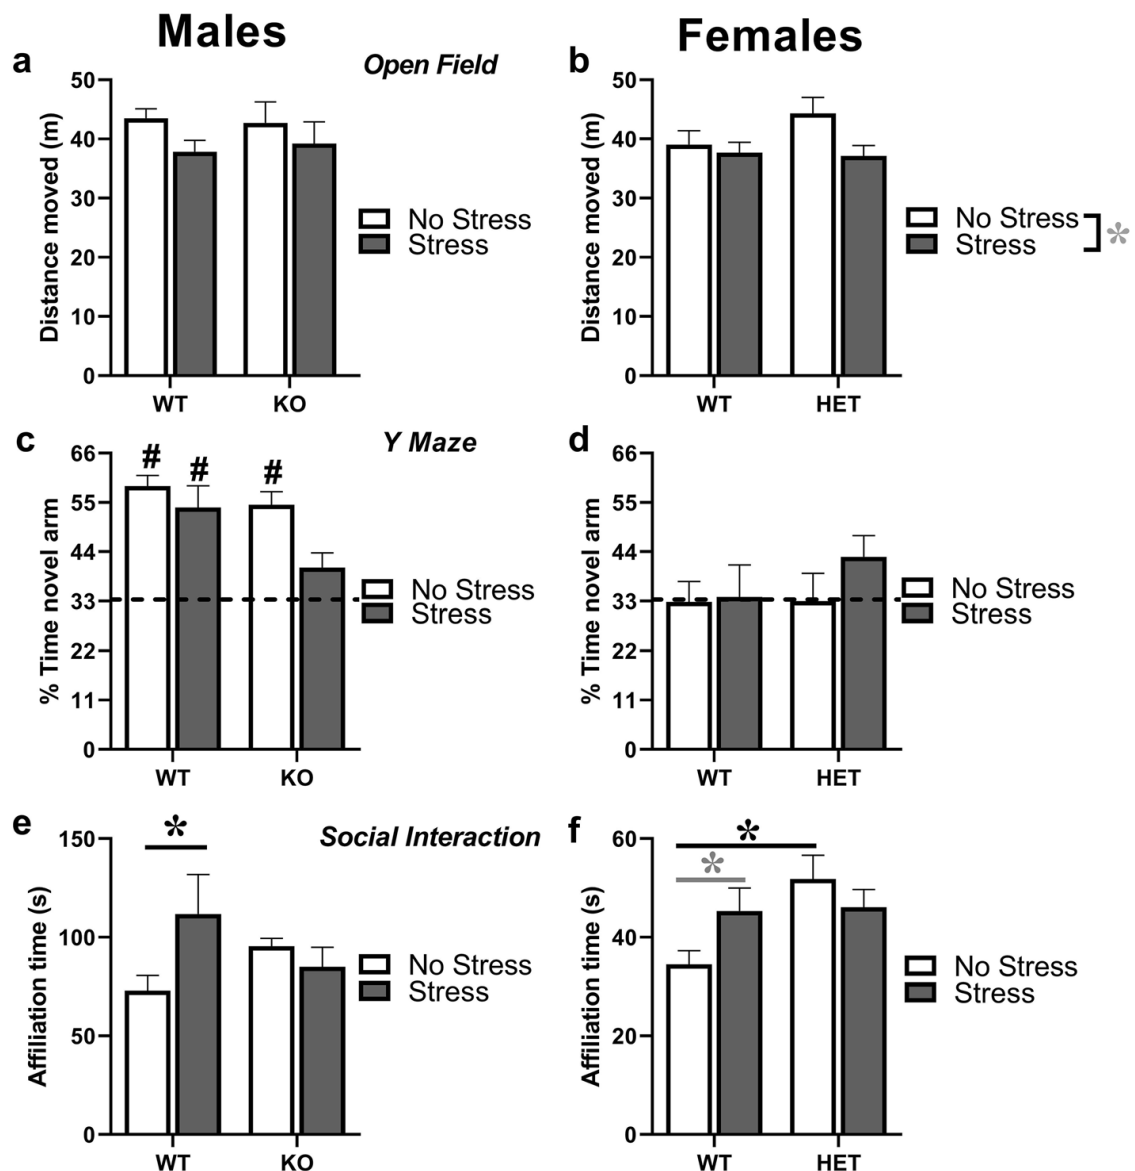 Males
Females
a
Open Field
b
Distance moved (m)
50
40
30
20
10
0
WT
KO
No Stress
Stress
Distance moved (m)
50
40
30
20
10
0
WT
HET
No Stress
Stress
*
c
Y Maze
d
% Time novel arm
66
55
44
33
22
11
0
# # #
WT
KO
No Stress
Stress
% Time novel arm
66
55
44
33
22
11
0
WT
HET
No Stress
Stress
e
Social Interaction
f
Affiliation time (s)
150
100
50
0
*
WT
KO
No Stress
Stress
Affiliation time (s)
60
40
20
0
*
*
WT
HET
No Stress
Stress